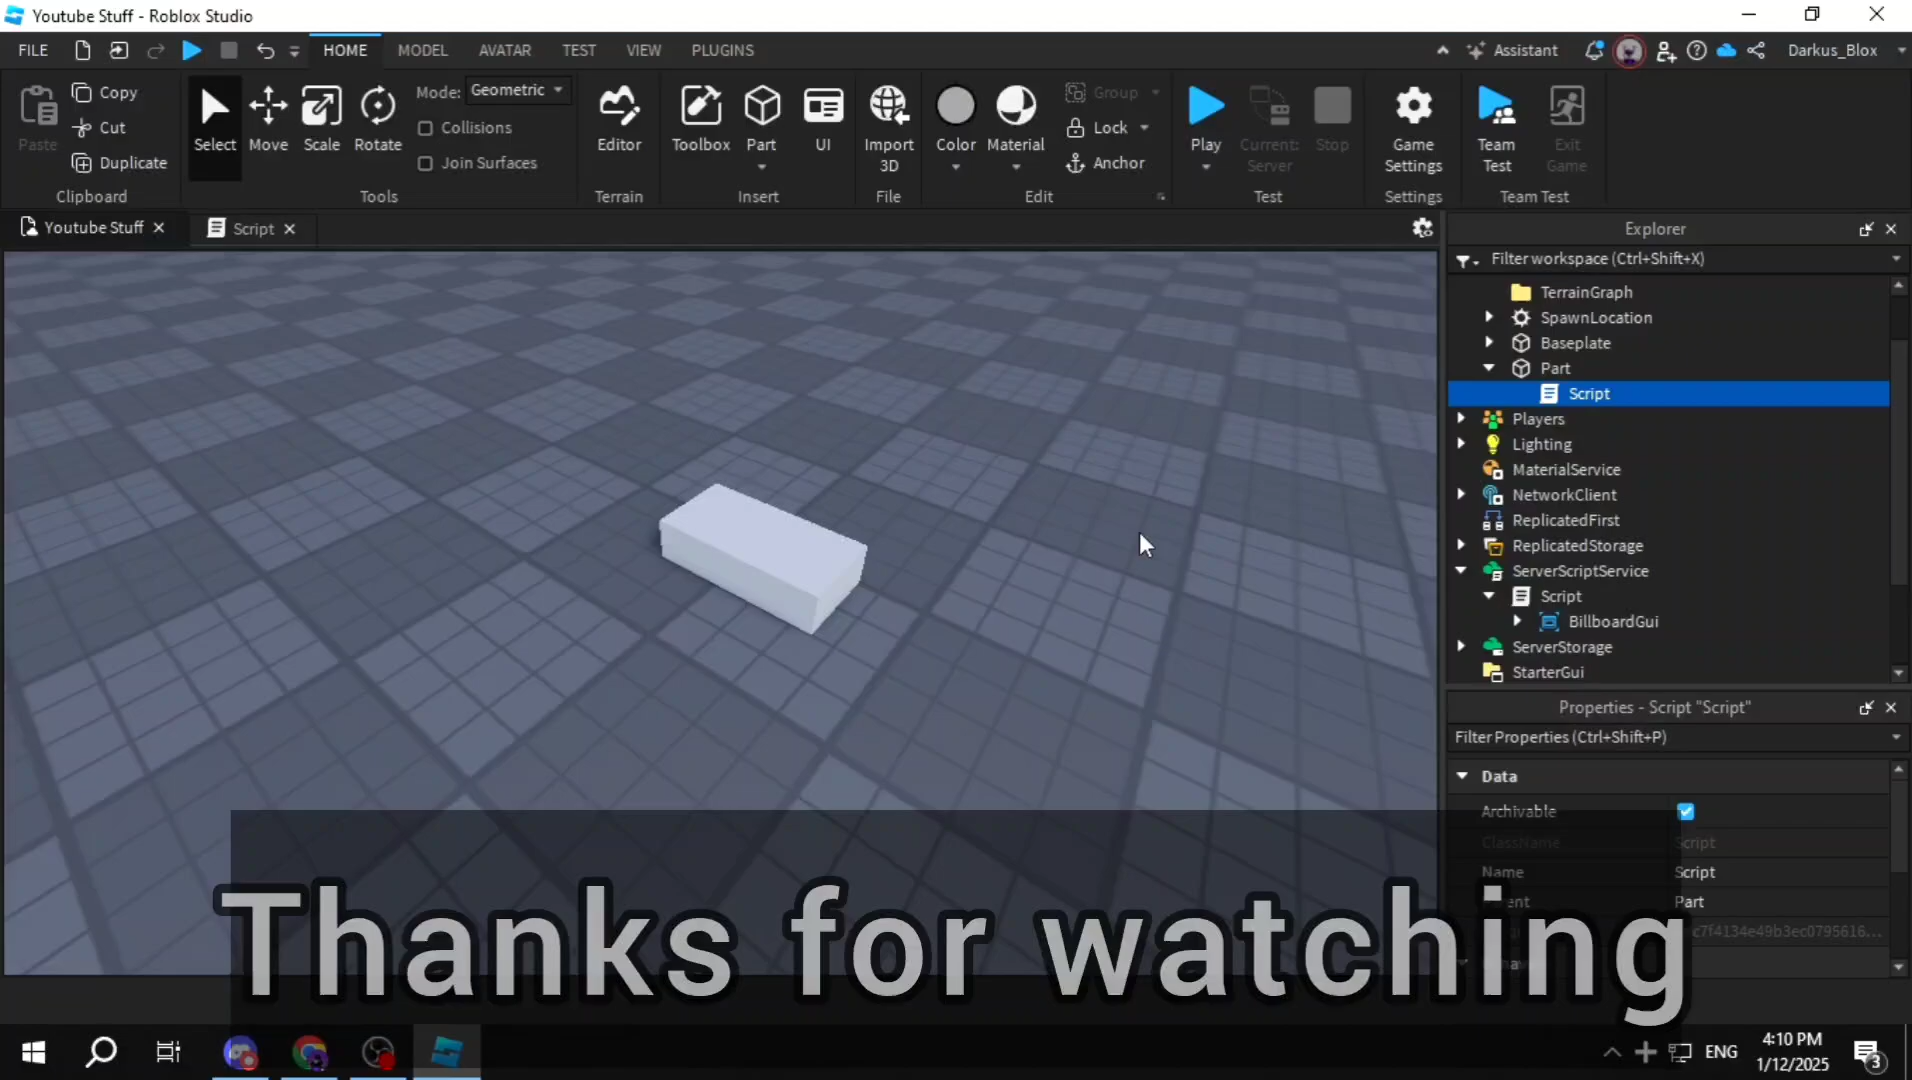 Youtube Stuff - Roblox Studio
FILE HOME MODEL AVATAR TEST VIEW PLUGINS Assistant Darkus_Blox
Paste
Copy
Cut
Duplicate
Clipboard
Select Move Scale Rotate
Mode: Geometric
Collisions
Join Surfaces
Tools
Editor
Terrain
Toolbox Part UI
Insert
Import
3D
File
Color Material
Group
Lock
Anchor
Edit
Play
Current:
Server
Stop
Test
Game
Settings
Settings
Team
Test
Exit
Game
Team Test
Youtube Stuff
Script
Explorer
Filter workspace (Ctrl+Shift+X)
TerrainGraph
SpawnLocation
Baseplate
Part
Script
Players
Lighting
MaterialService
NetworkClient
ReplicatedFirst
ReplicatedStorage
ServerScriptService
Script
BillboardGui
ServerStorage
StarterGui
Properties - Script "Script"
Filter Properties (Ctrl+Shift+P)
Data
Archivable
ClassName Script
Name Script
Part
c7f4134e49b3ec0795616...
Thanks for watching
ENG
4:10 PM
1/12/2025
3